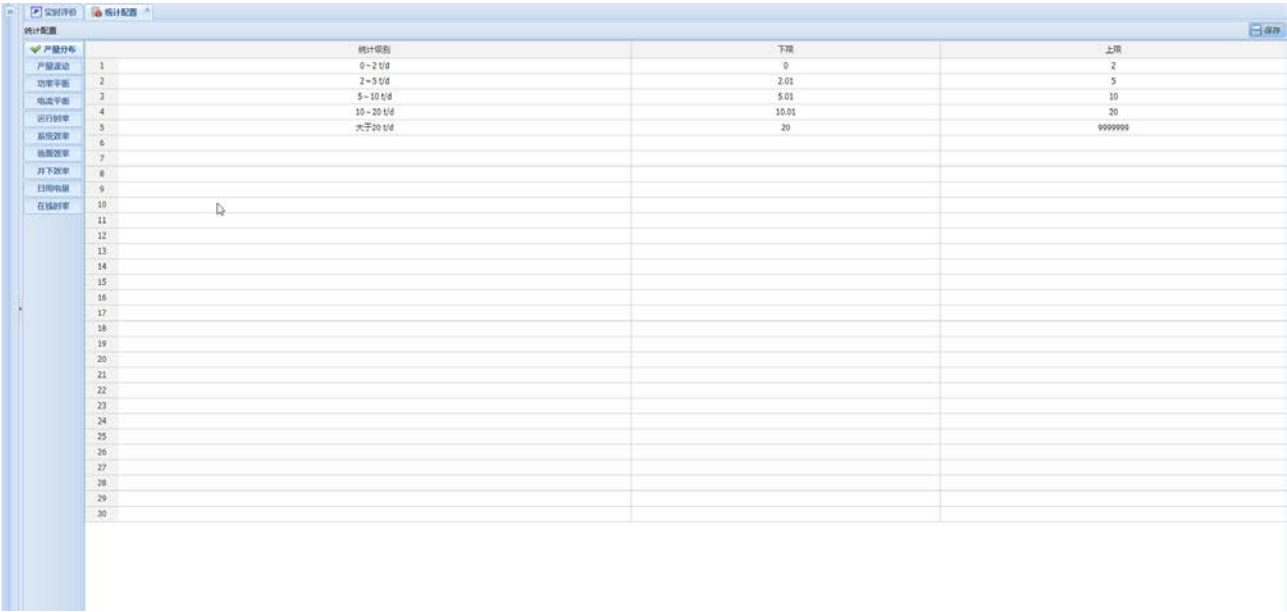 实时评价 统计配置
统计配置 保存
产量分布 统计级别 下限 上限
产量波动 1 0~2 t/d 0 2
功率平衡 2 2~5 t/d 2.01 5
电流平衡 3 5~10 t/d 5.01 10
运行时率 4 10~20 t/d 10.01 20
系统效率 5 大于20 t/d 20 9999999
地面效率 6
井下效率 7
日用电量 8
在线时率 9
10
11
12
13
14
15
16
17
18
19
20
21
22
23
24
25
26
27
28
29
30